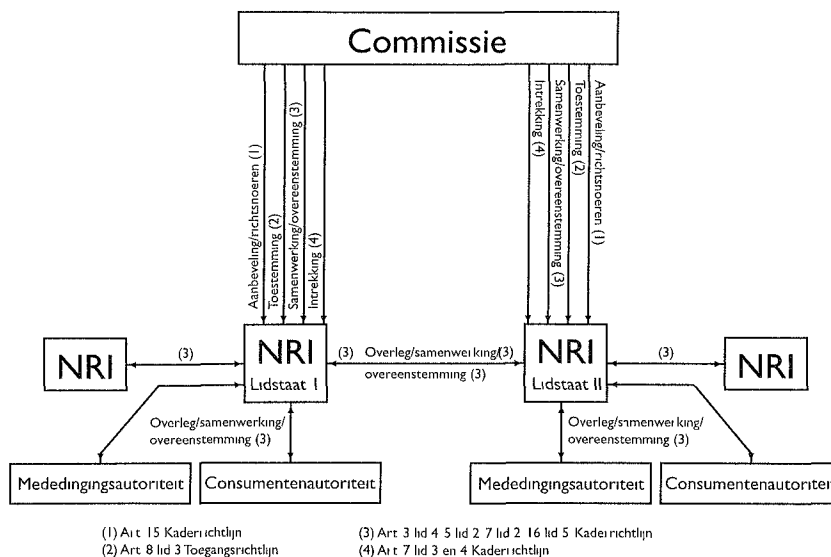 Commissie
Aanbeveling/richtsnoeren (1)
Toestemming (2)
Samenwerking/overeenstemming (3)
Intrekking (4)
Intrekking (4)
Samenwerking/overeenstemming (3)
Toestemming (2)
Aanbeveling/richtsnoeren (1)
NRI
(3)
NRI
Lidstaat I
(3)
Overleg/samenwerking/(3)
overeenstemming (3)
NRI
Lidstaat II
(3)
NRI
Overleg/samenwerking/
overeenstemming (3)
Overleg/samenwerking/
overeenstemming (3)
Mededingingsautoriteit
Consumentenautoriteit
Mededingingsautoriteit
Consumentenautoriteit
(1) Art 15 Kaderrichtlijn
(3) Art 3 lid 4 5 lid 2 7 lid 2 16 lid 5 Kaderrichtlijn
(2) Art 8 lid 3 Toegangsrichtlijn
(4) Art 7 lid 3 en 4 Kaderrichtlijn